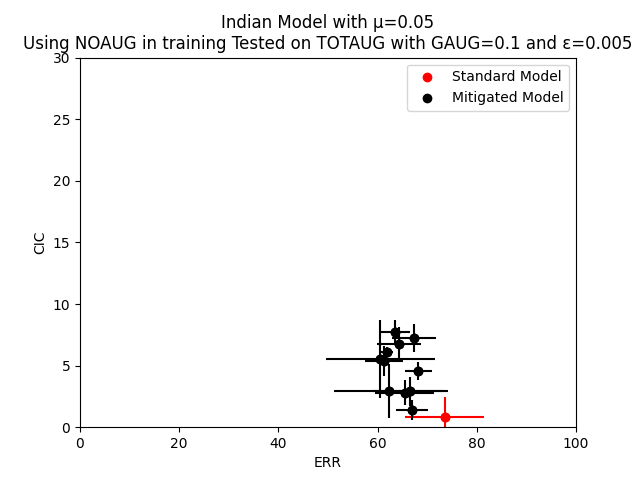 Indian Model with μ=0.05
Using NOAUG in training Tested on TOTAUG with GAUG=0.1 and ε=0.005
30
Standard Model
Mitigated Model
25
20
15
CIC
10
5
0
0 20 40 60 80 100
ERR